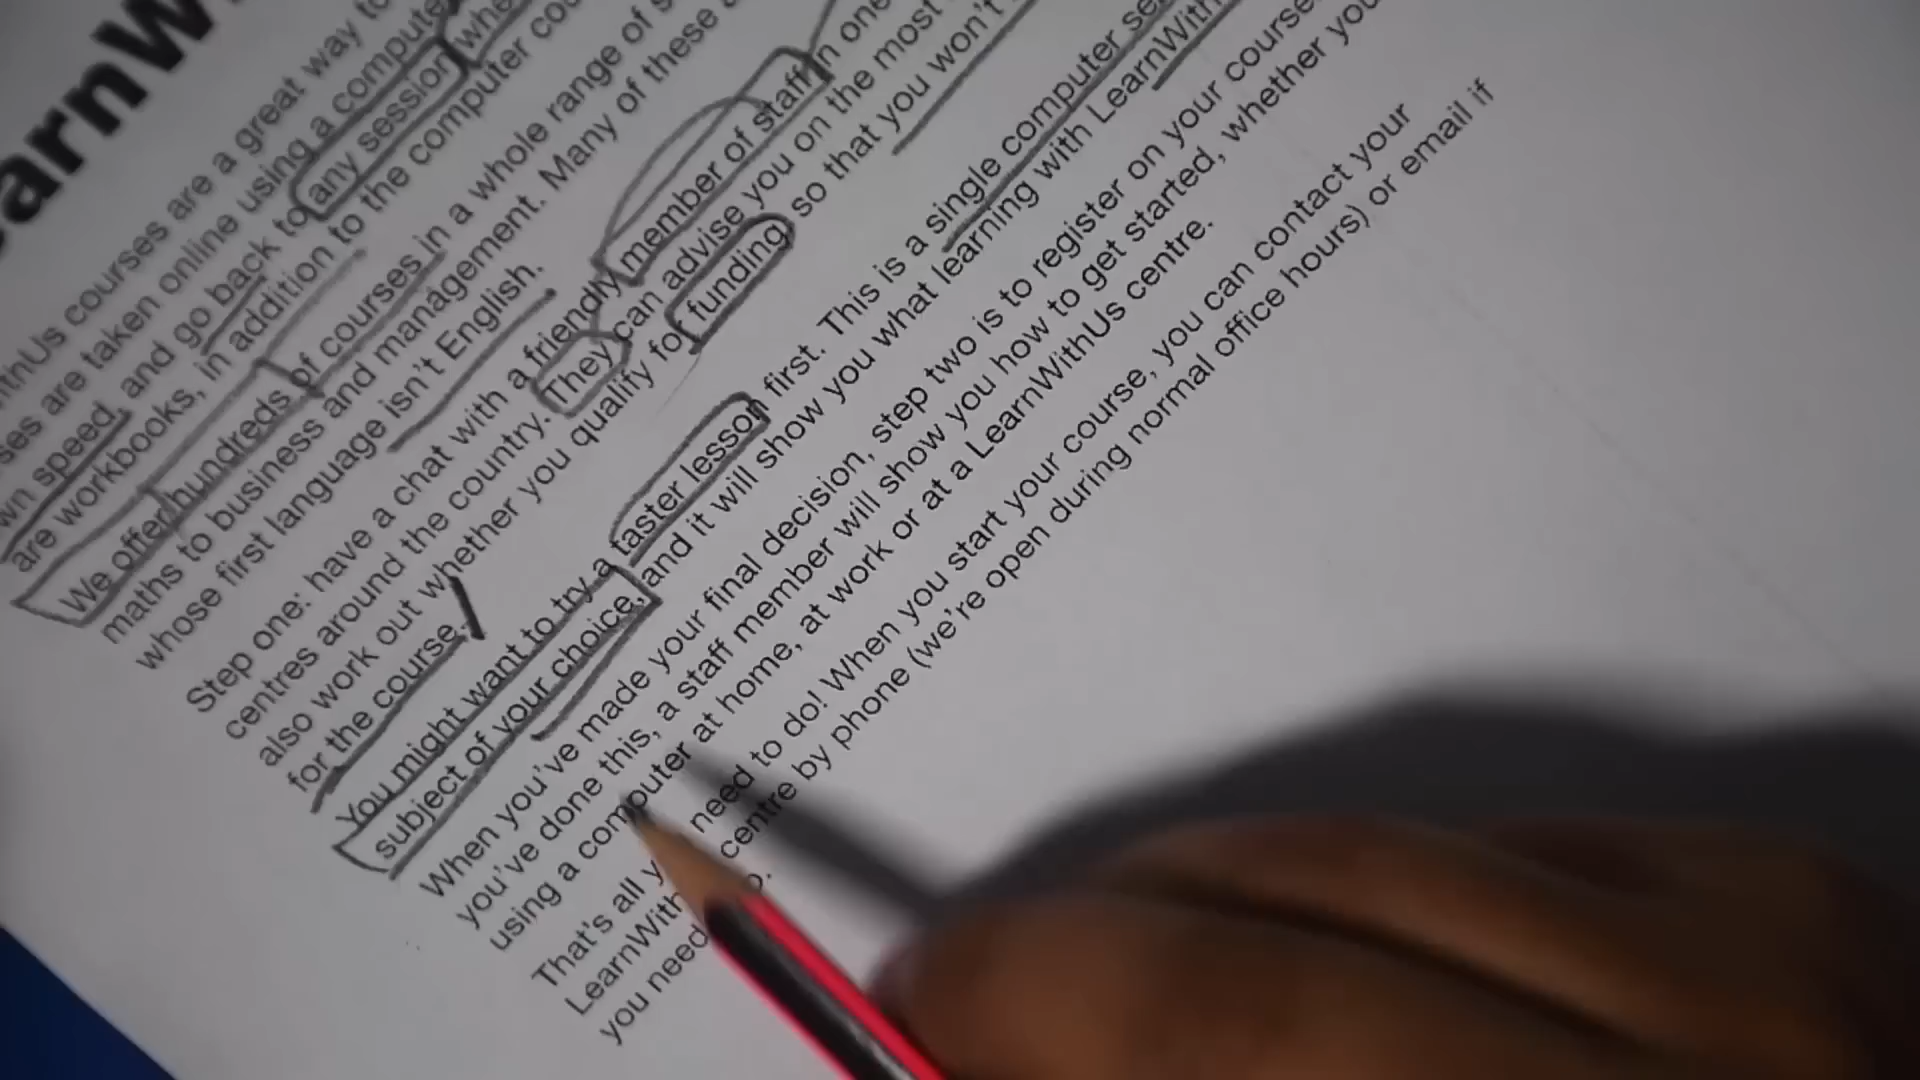 arnW
ithUs courses are a great way to
ses are taken online using a compute
wn speed, and go back to any session whe
are workbooks, in addition to the computer cou
We offer hundreds of courses in a whole range of s
maths to business and management. Many of these a
whose first language isn't English.
Step one: have a chat with a friendly member of staff in one
centres around the country. They can advise you on the most
also work out whether you qualify for funding so that you won't
for the course.
You might want to try a taster lesson first. This is a single computer se
subject of your choice, and it will show you what learning with LearnWith
When you've made your final decision, step two is to register on your course
you've done this, a staff member will show you how to get started, whether you
using a computer at home, at work or at a LearnWithUs centre.
That's all y need to do! When you start your course, you can contact your
LearnWith centre by phone (we're open during normal office hours) or email if
you need o.